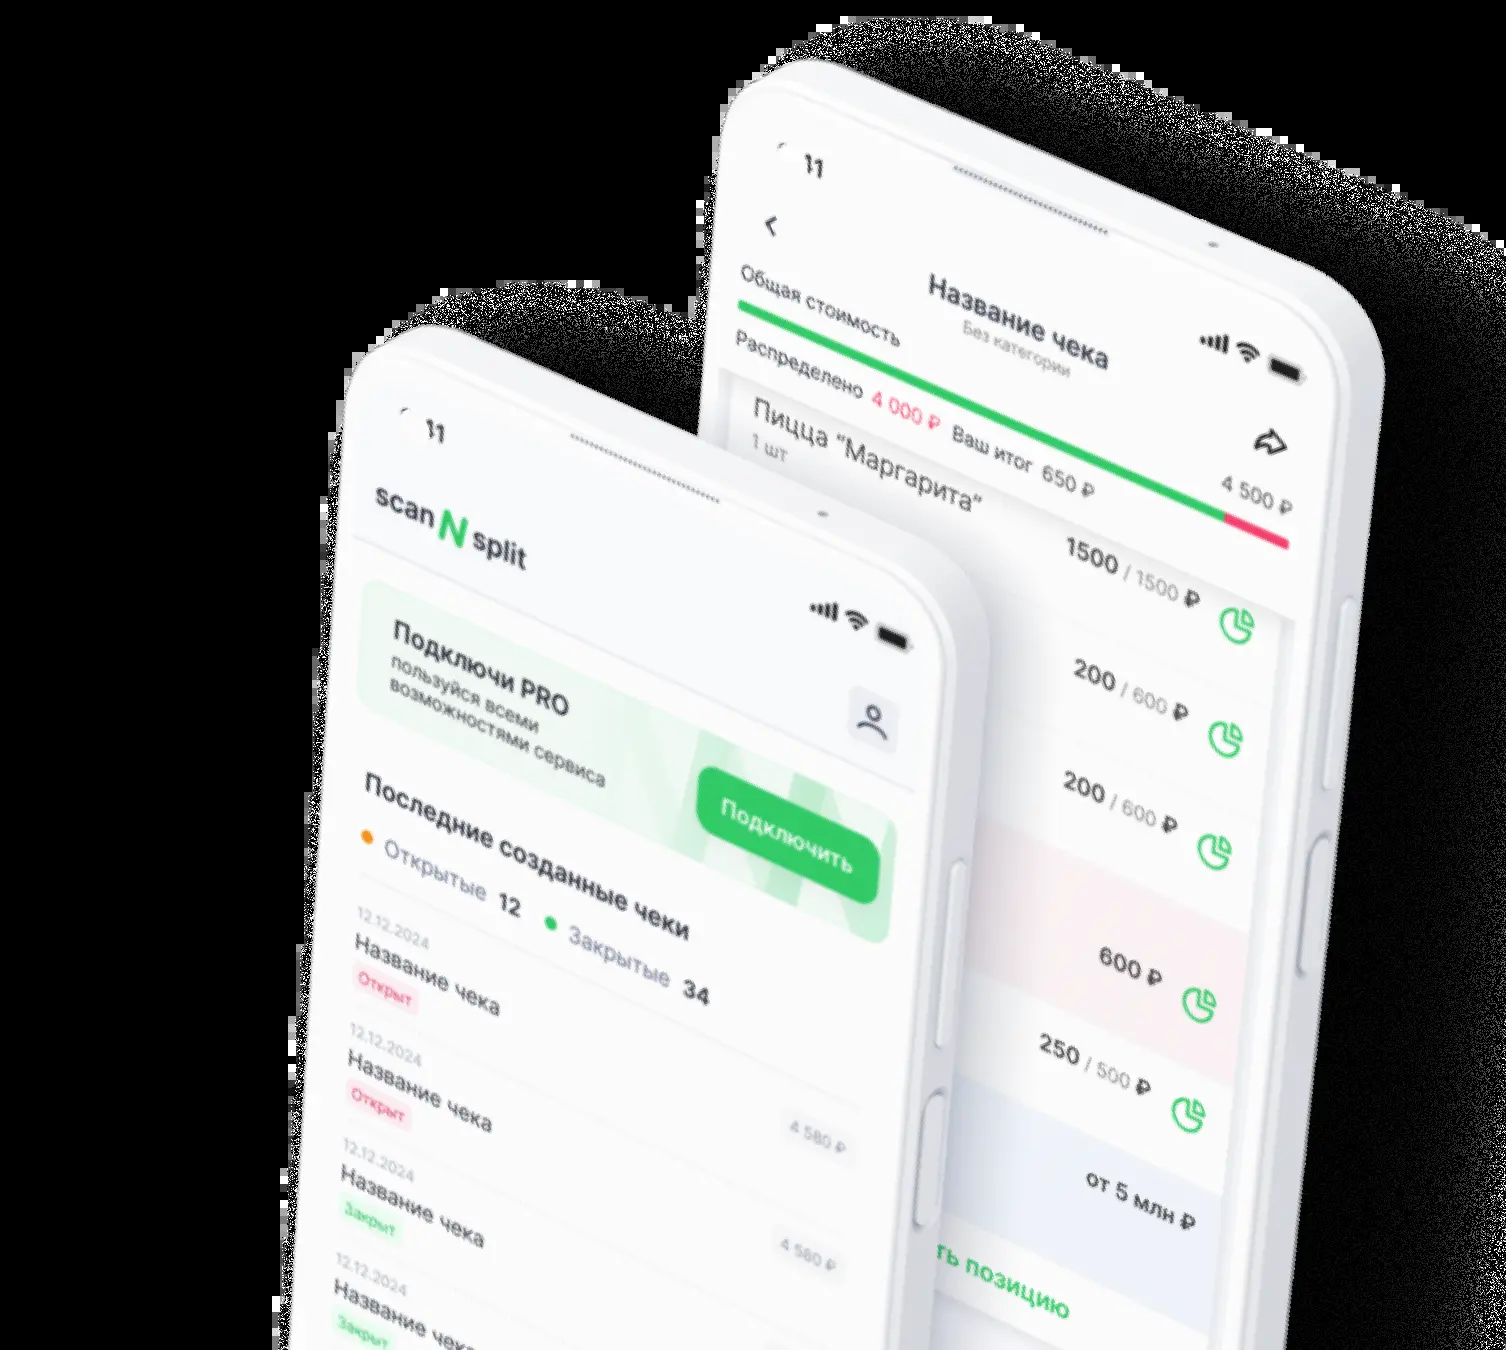 11
Название чека
Без категории
Общая стоимость
4 500 ₽
Распределено 4 000 ₽ Ваш итог 650 ₽
Пицца “Маргарита”
1 шт
1500 / 1500 ₽
200 / 600 ₽
200 / 600 ₽
600 ₽
250 / 500 ₽
от 5 млн ₽
ть позицию
11
scan N split
Подключи PRO
пользуйся всеми
возможностями сервиса
Подключить
Последние созданные чеки
Открытые 12 Закрытые 34
12.12.2024
Название чека
Открыт
4 580 ₽
12.12.2024
Название чека
Открыт
4 580 ₽
12.12.2024
Название чека
Закрыт
12.12.2024
Название чека
Закрыт